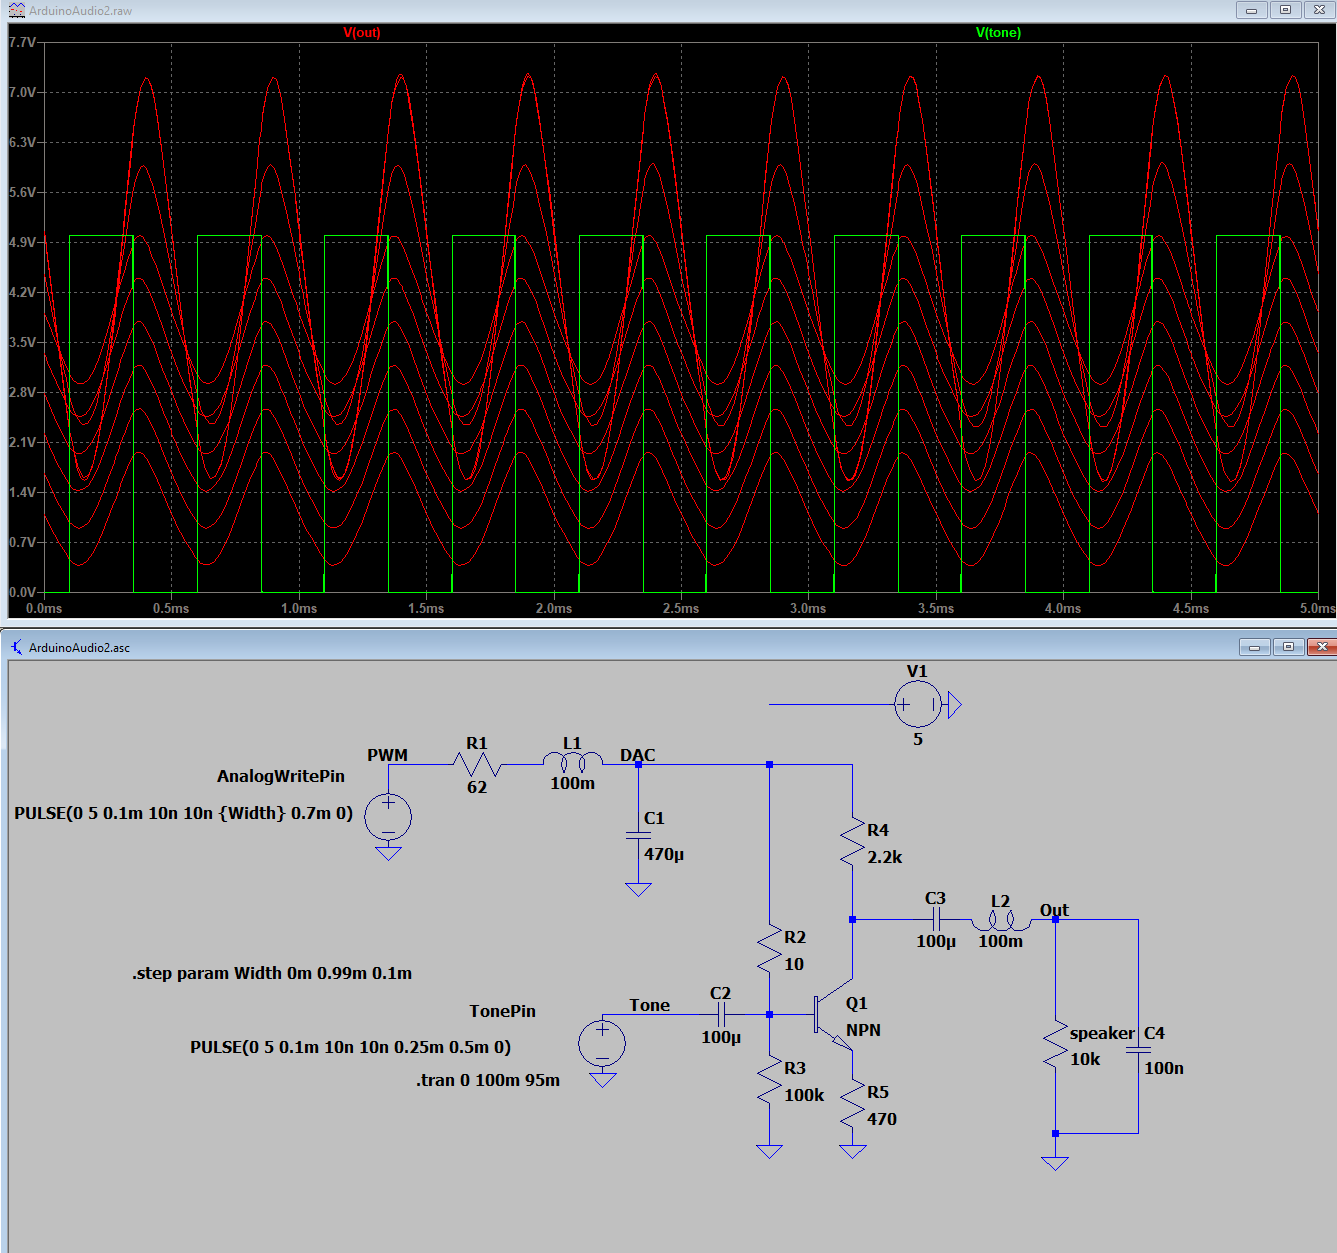 ArduinoAudio2.raw
V(out) V(tone)
7.7V
7.0V
6.3V
5.6V
4.9V
4.2V
3.5V
2.8V
2.1V
1.4V
0.7V
0.0V
0.0ms 0.5ms 1.0ms 1.5ms 2.0ms 2.5ms 3.0ms 3.5ms 4.0ms 4.5ms 5.0ms
ArduinoAudio2.asc
V1
5
PWM R1 L1 DAC
62 100m
AnalogWritePin
PULSE(0 5 0.1m 10n 10n {Width} 0.7m 0)
C1
470µ
R4
2.2k
C3 L2 Out
100µ 100m
R2
10
.step param Width 0m 0.99m 0.1m
TonePin
Tone C2
100µ
Q1
NPN
PULSE(0 5 0.1m 10n 10n 0.25m 0.5m 0)
.tran 0 100m 95m
R3
100k
R5
470
speaker C4
10k 100n